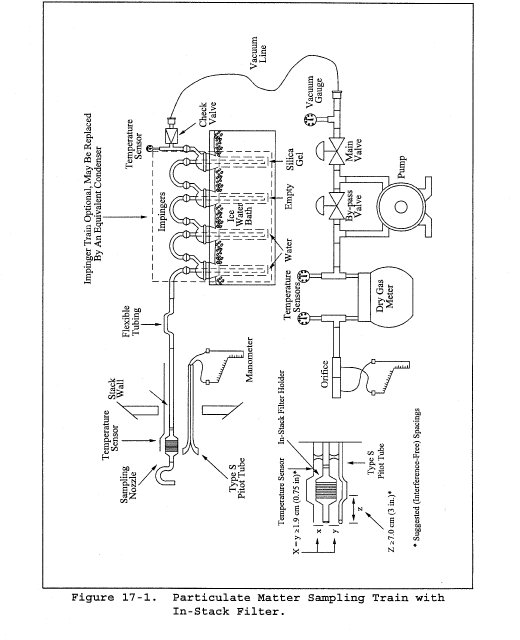 Impinger Train Optional, May Be Replaced
By An Equivalent Condenser
Temperature
Sensor
Check
Valve
Vacuum
Line
Impingers
Ice
Water
Bath
Flexible
Tubing
Stack
Wall
Temperature
Sensor
Sampling
Nozzle
Type S
Pitot Tube
Manometer
Water
Empty
Silica
Gel
Vacuum
Gauge
Main
Valve
By-pass
Valve
Pump
Temperature
Sensors
Dry Gas
Meter
Orifice
In-Stack Filter Holder
Temperature Sensor
X = y ≥1.9 cm (0.75 in)*
x
y
z
Type S
Pitot Tube
Z ≥7.0 cm (3 in.)*
* Suggested (Interference-Free) Spacings
Figure 17-1. Particulate Matter Sampling Train with
In-Stack Filter.